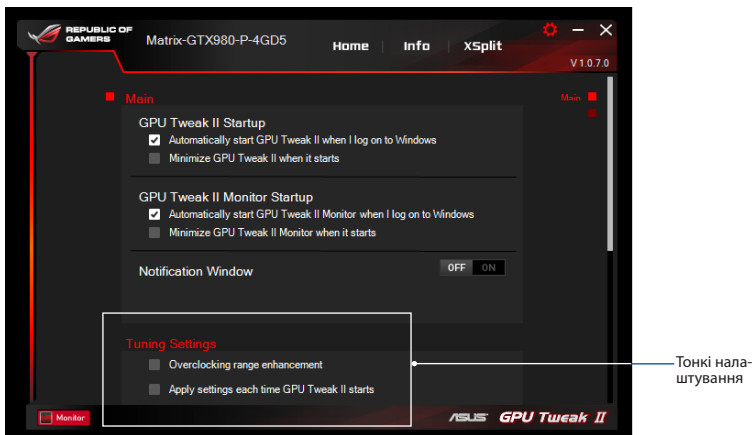 REPUBLIC OF
GAMERS
Matrix-GTX980-P-4GD5
Home
Info
XSplit
V 1.0.7.0
Main
Main
GPU Tweak II Startup
Automatically start GPU Tweak II when I log on to Windows
Minimize GPU Tweak II when it starts
GPU Tweak II Monitor Startup
Automatically start GPU Tweak II Monitor when I log on to Windows
Minimize GPU Tweak II Monitor when it starts
Notification Window
OFF ON
Tuning Settings
Overclocking range enhancement
Apply settings each time GPU Tweak II starts
Тонкі нала-
штування
Monitor
ASUS GPU Tweak II